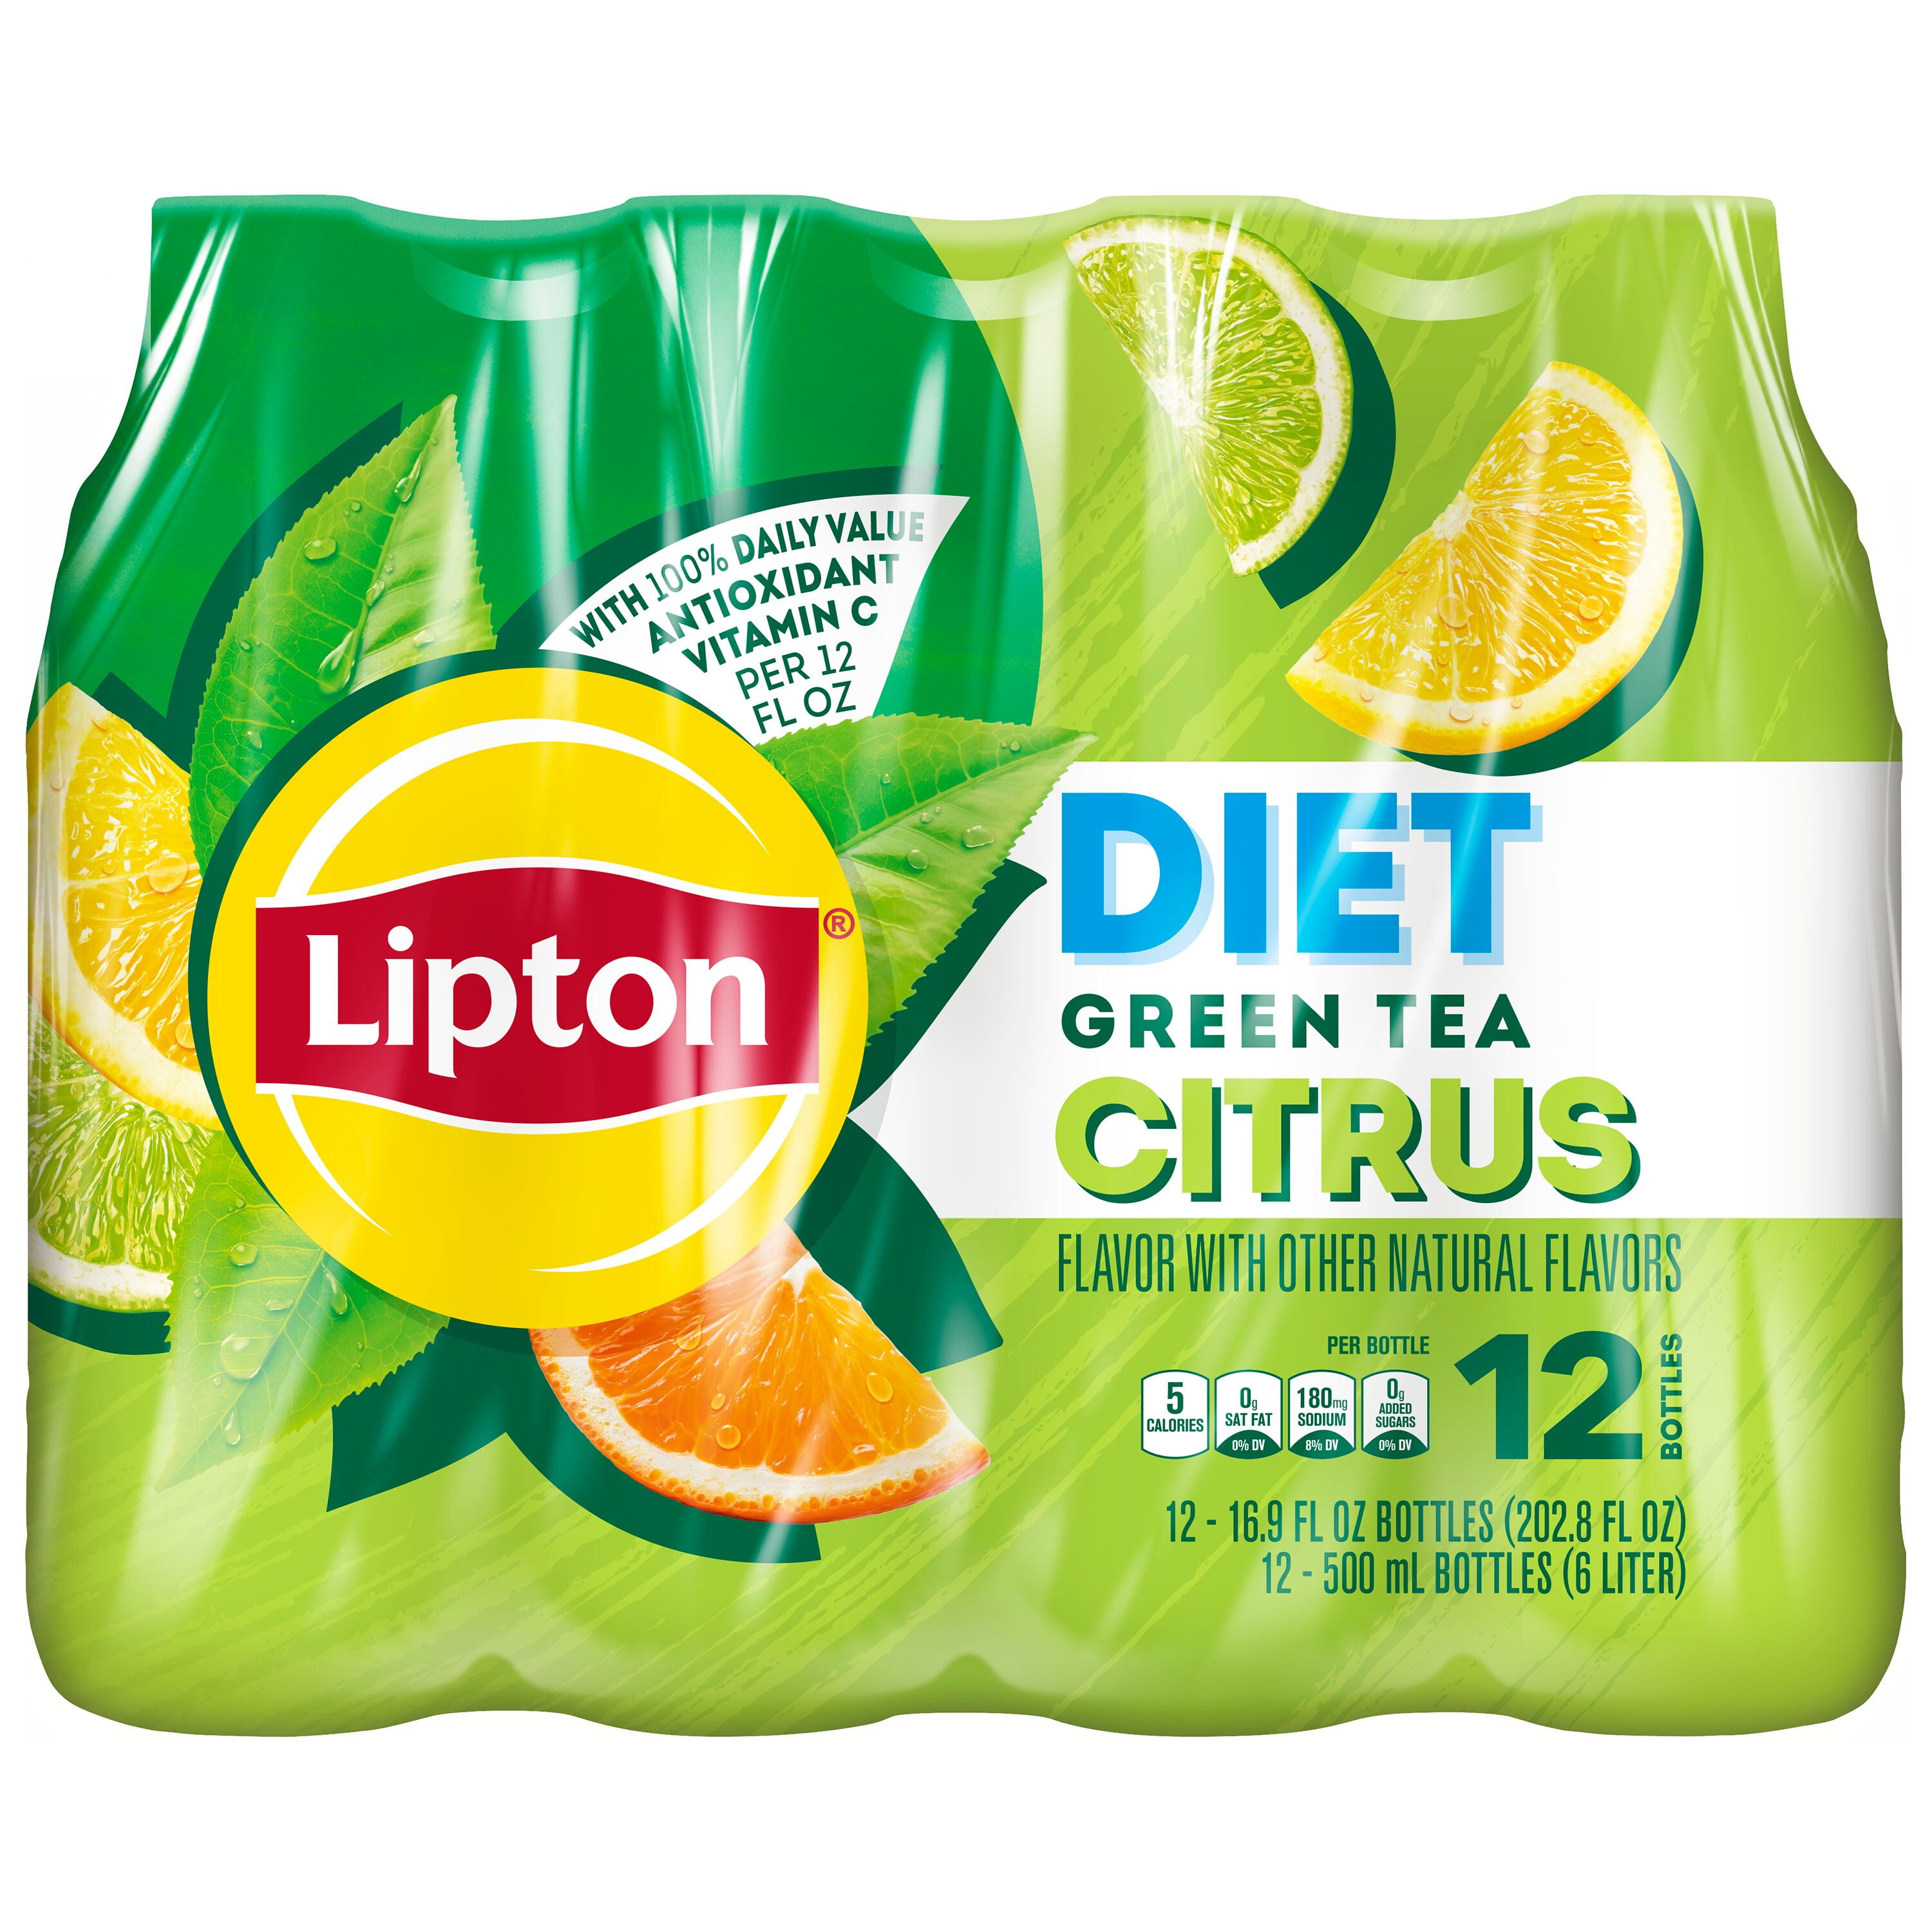 WITH 100% DAILY VALUE
ANTIOXIDANT
VITAMIN C
PER 12
FL OZ
Lipton®
DIET
GREEN TEA
CITRUS
FLAVOR WITH OTHER NATURAL FLAVORS
PER BOTTLE
5
CALORIES
0g
SAT FAT
0% DV
180mg
SODIUM
8% DV
0g
ADDED
SUGARS
0% DV
12
BOTTLES
12 - 16.9 FL OZ BOTTLES (202.8 FL OZ)
12 - 500 mL BOTTLES (6 LITER)